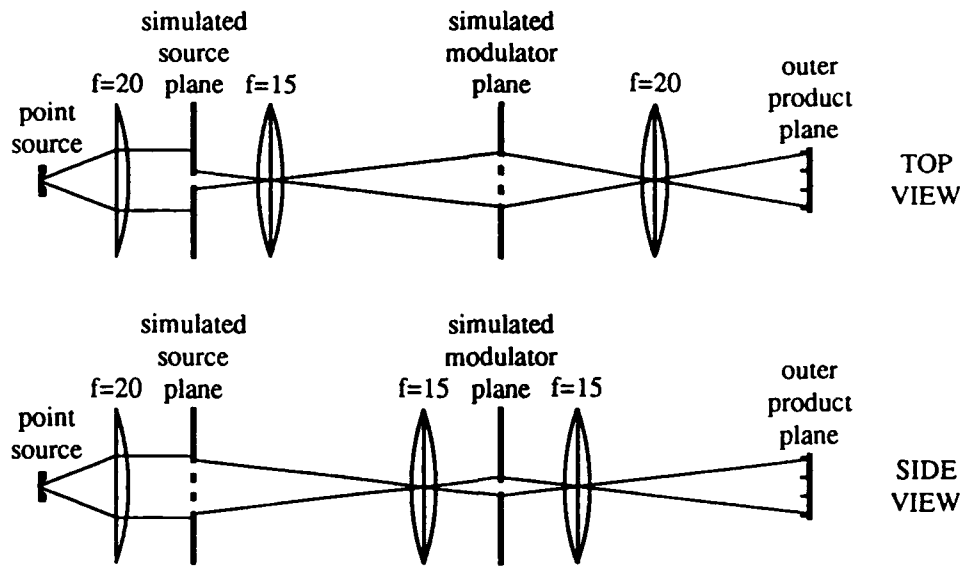 simulated
source
plane
simulated
modulator
plane
f=20
f=15
f=20
outer
product
plane
point
source
TOP
VIEW
simulated
source
plane
simulated
modulator
plane
f=20
f=15
f=15
outer
product
plane
point
source
SIDE
VIEW